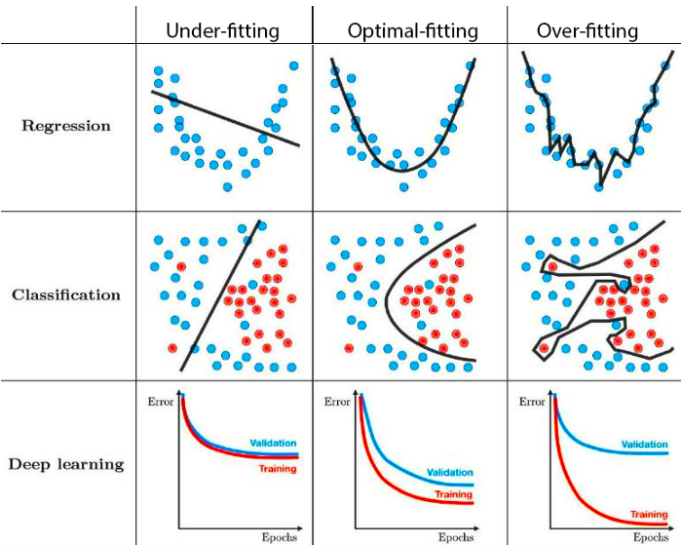 Under-fitting Optimal-fitting Over-fitting
Regression
Classification
Deep learning
Error
Validation
Training
Epochs
Error
Validation
Training
Epochs
Error
Validation
Training
Epochs